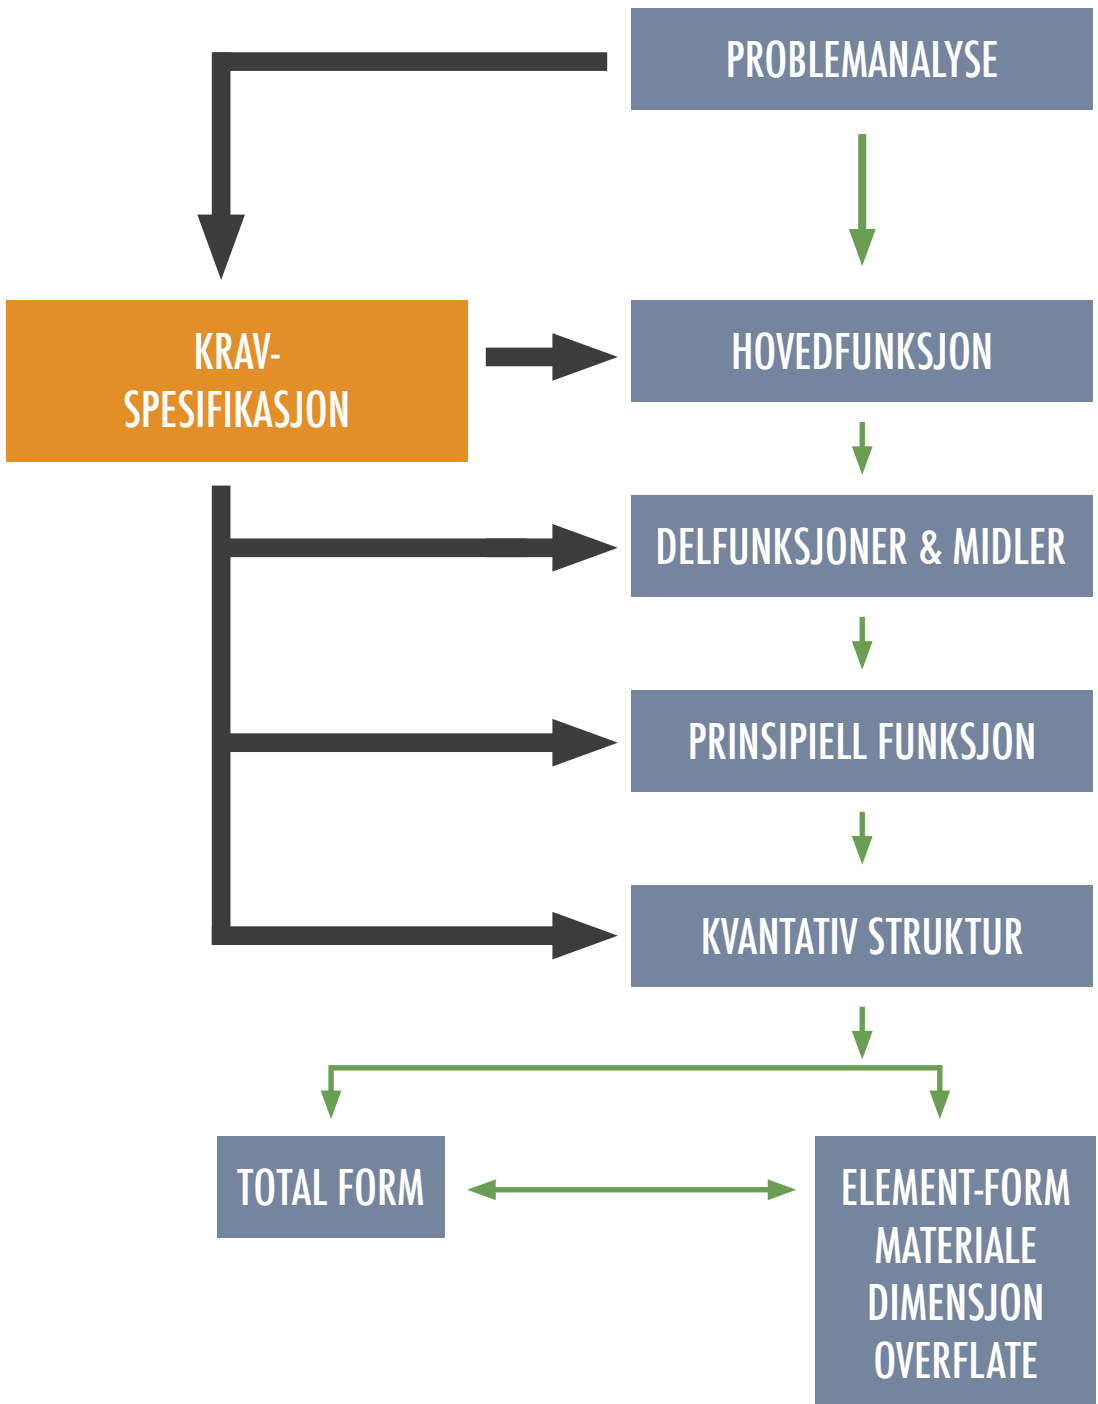 PROBLEMANALYSE
KRAV-
SPESIFIKASJON
HOVEDFUNKSJON
DELFUNKSJONER & MIDLER
PRINSIPIELL FUNKSJON
KVANTATIV STRUKTUR
TOTAL FORM
ELEMENT-FORM
MATERIALE
DIMENSJON
OVERFLATE